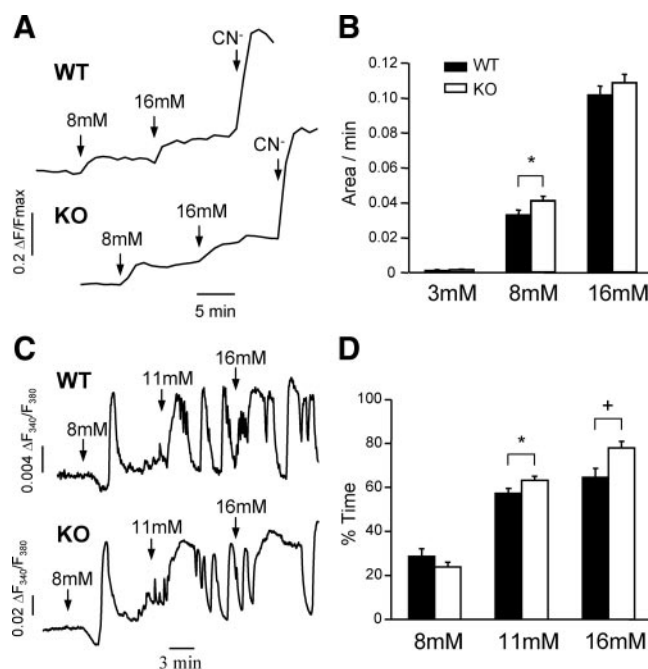 A
WT
8mM
16mM
CN-
KO
8mM
16mM
CN-
0.2 ΔF/Fmax
5 min
B
WT
KO
Area / min
0.12
0.10
0.08
0.06
0.04
0.02
0
*
3mM 8mM 16mM
C
WT
8mM
11mM
16mM
0.004 ΔF340/F380
KO
8mM
11mM
16mM
0.02 ΔF340/F380
3 min
D
% Time
100
80
60
40
20
0
*
+
8mM 11mM 16mM